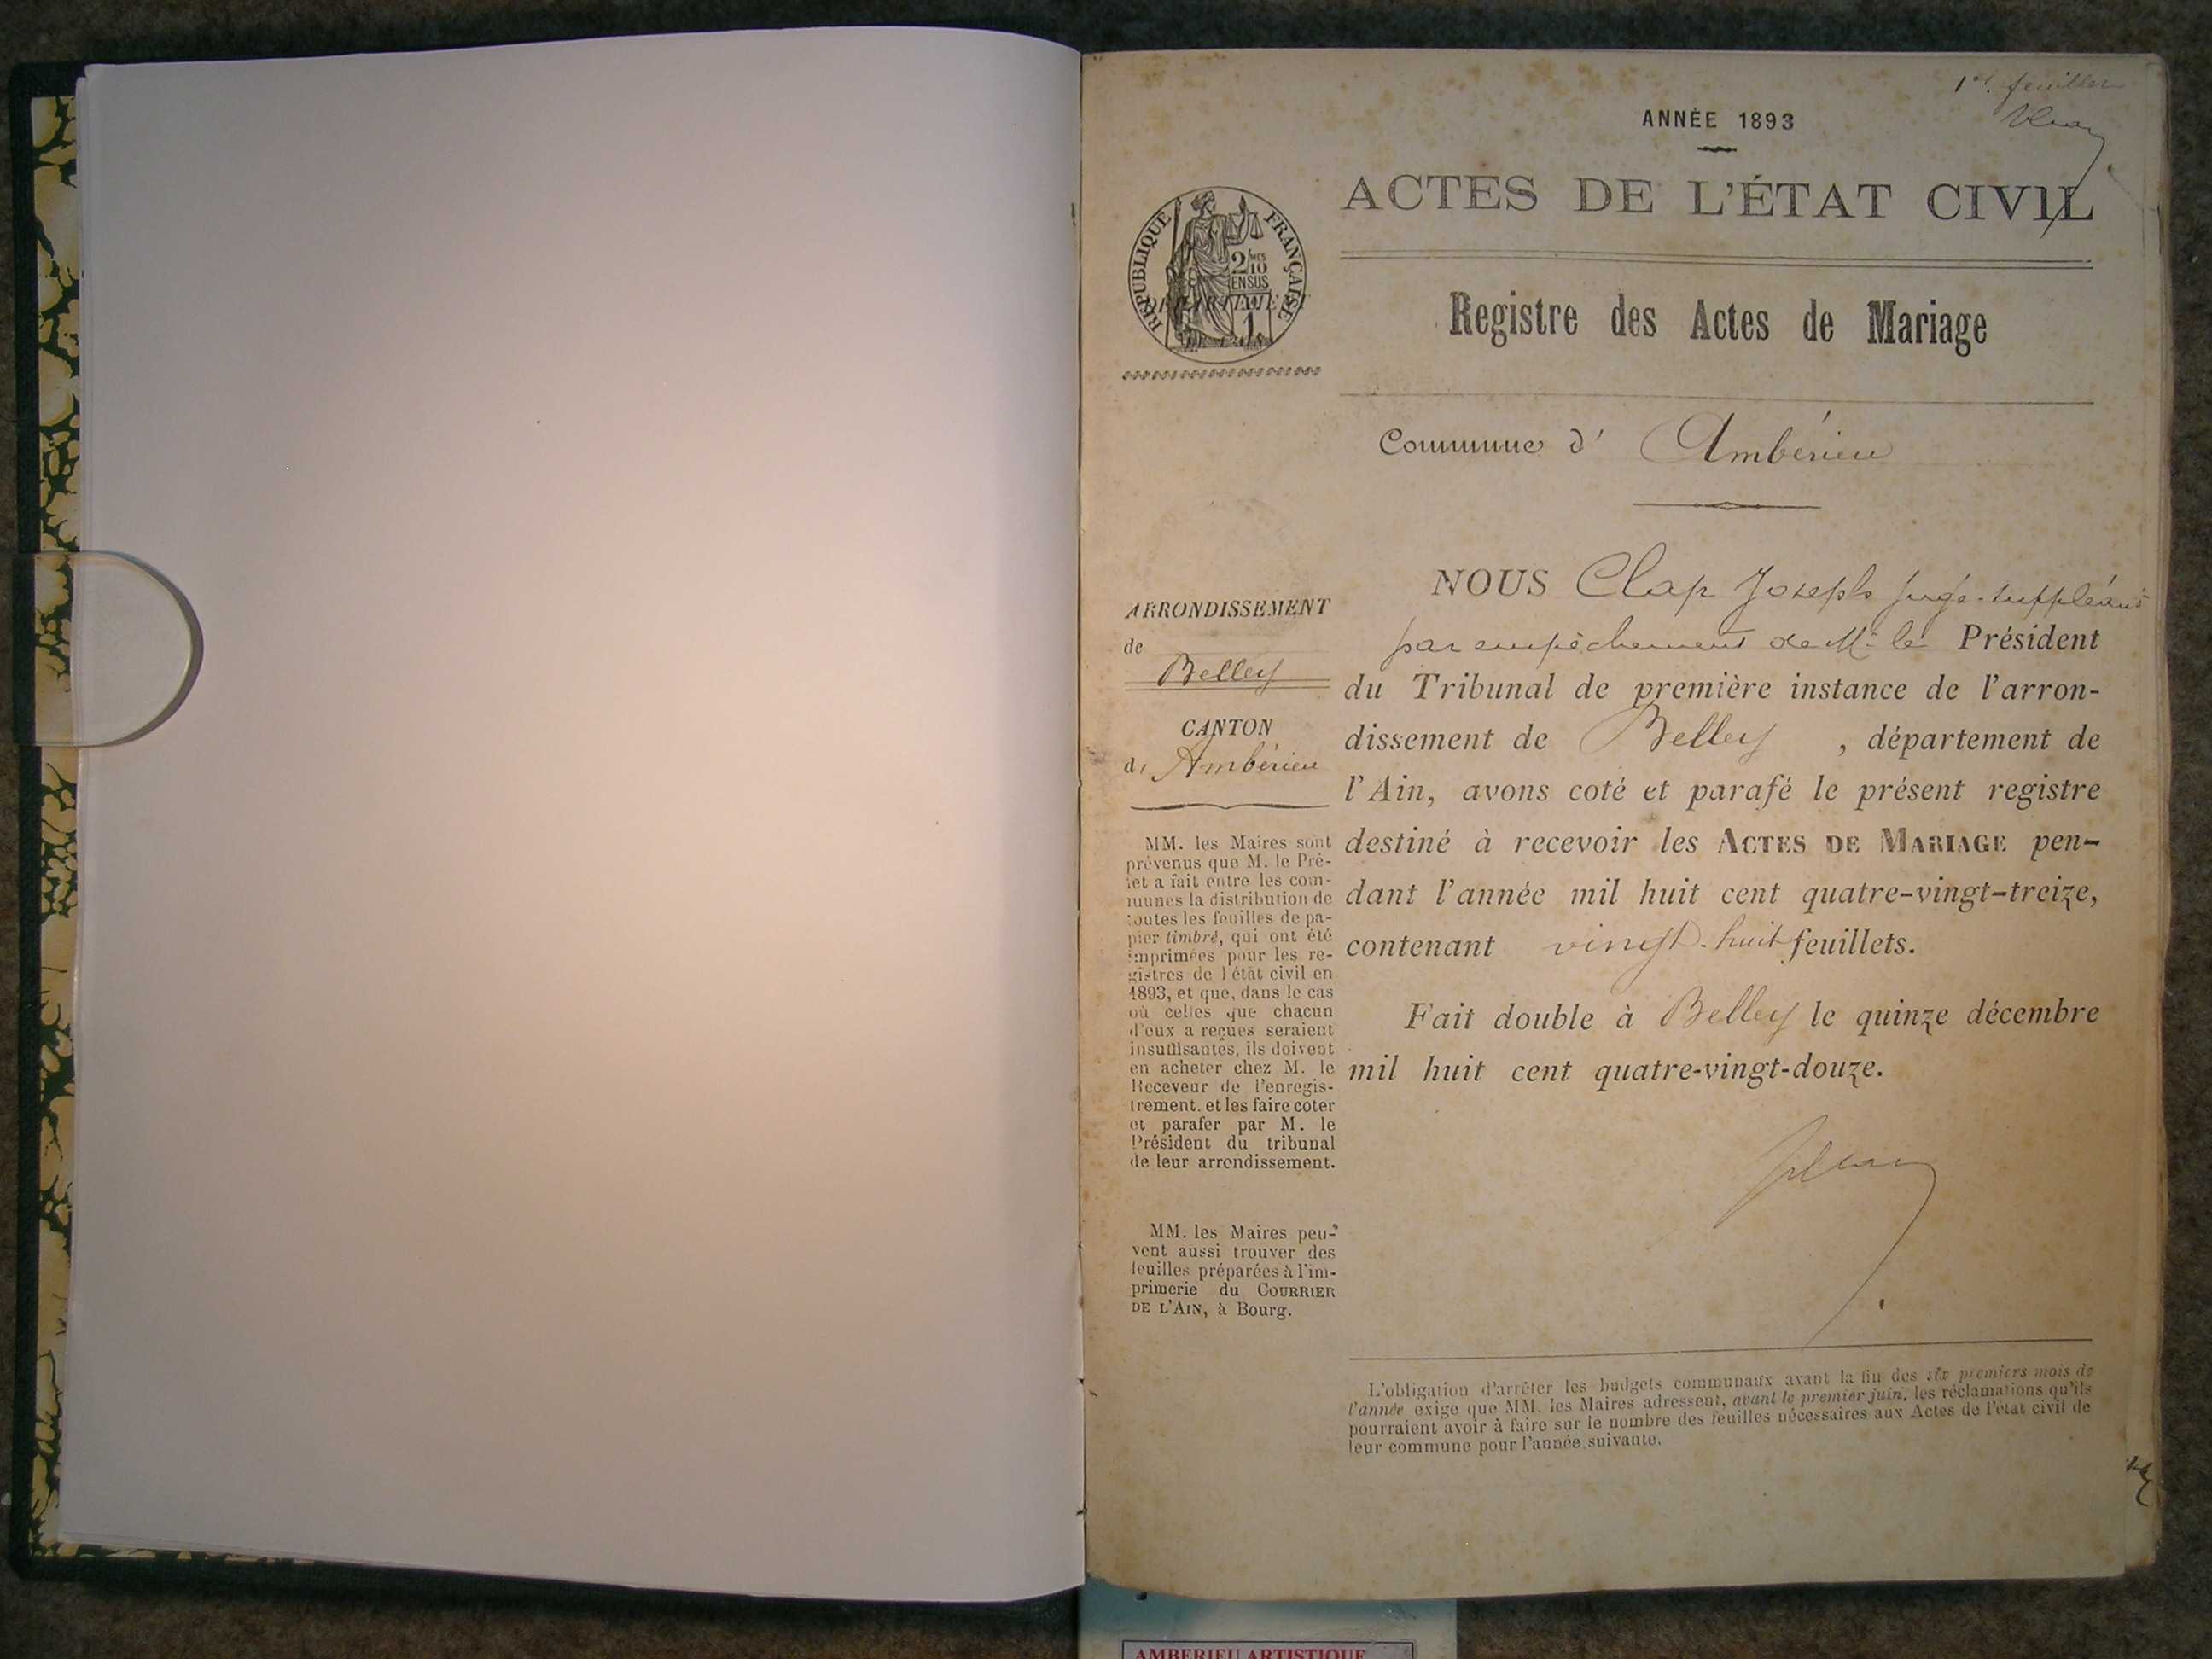 1er feuillet
ANNÉE 1893
ACTES DE L'ÉTAT CIVIL
RÉPUBLIQUE FRANÇAISE
2/10
EN SUS
Registre des Actes de Mariage
Commune d' Ambérieu
ARRONDISSEMENT
de
Belley
CANTON
d' Ambérieu
MM. les Maires sont
prévenus que M. le Pré-
fet a fait entre les com-
munes la distribution de
toutes les feuilles de pa-
pier timbré, qui ont été
imprimées pour les re-
gistres de l'état civil en
1893, et que, dans le cas
où celles que chacun
d'eux a reçues seraient
insuffisantes, ils doivent
en acheter chez M. le
Receveur de l'enregis-
trement. et les faire coter
et parafer par M. le
Président du tribunal
de leur arrondissement.
MM. les Maires peu-
vent aussi trouver des
feuilles préparées à l'im-
primerie du COURRIER
DE L'AIN, à Bourg.
NOUS Clap Joseph juge-suppléant
par empêchement de Mr le Président
du Tribunal de première instance de l'arron-
dissement de Belley , département de
l'Ain, avons coté et parafé le présent registre
destiné à recevoir les ACTES DE MARIAGE pen-
dant l'année mil huit cent quatre-vingt-treize,
contenant vingt-huit feuillets.
Fait double à Belley le quinze décembre
mil huit cent quatre-vingt-douze.
L'obligation d'arrêter les budgets communaux avant la fin des six premiers mois de
l'année exige que MM. les Maires adressent, avant le premier juin, les réclamations qu'ils
pourraient avoir à faire sur le nombre des feuilles nécessaires aux Actes de l'état civil de
leur commune pour l'année suivante.
AMBERIEU ARTISTIQUE